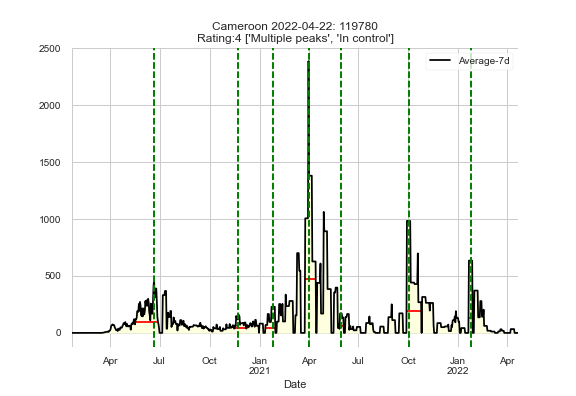 Cameroon 2022-04-22: 119780
Rating:4 ['Multiple peaks', 'In control']
Average-7d
2500
2000
1500
1000
500
0
Apr Jul Oct Jan Apr Jul Oct Jan Apr
2021 2022
Date